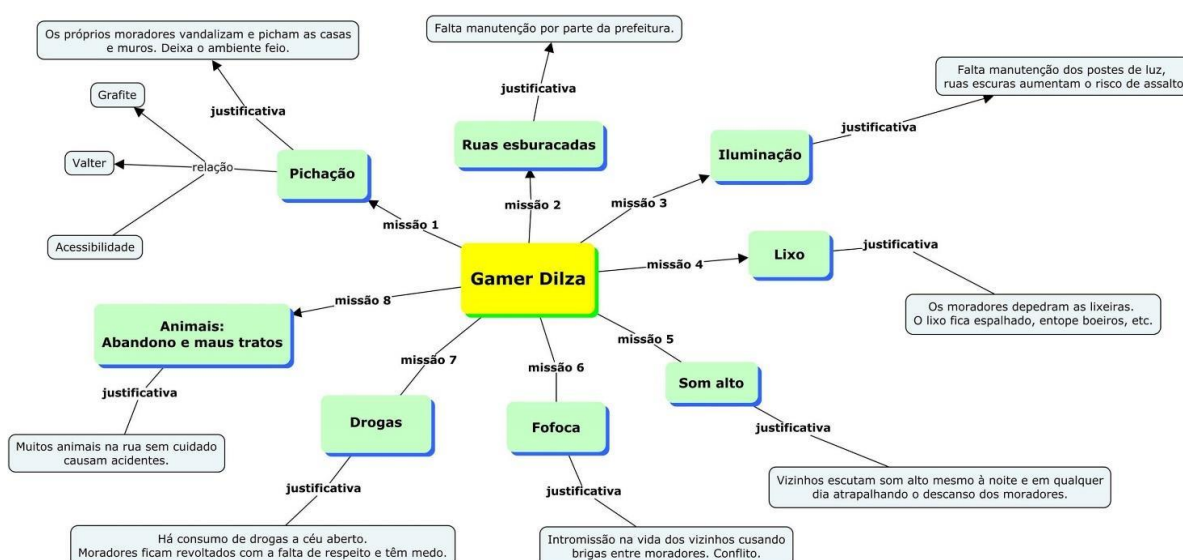 Os próprios moradores vandalizam e picham as casas
e muros. Deixa o ambiente feio.
Falta manutenção por parte da prefeitura.
Falta manutenção dos postes de luz,
ruas escuras aumentam o risco de assalto
Grafite
justificativa
justificativa
justificativa
Ruas esburacadas
Iluminação
Valter
relação
Pichação
missão 1
missão 2
missão 3
Acessibilidade
Gamer Dilza
missão 4
Lixo
justificativa
missão 8
Os moradores depedram as lixeiras.
O lixo fica espalhado, entope boeiros, etc.
Animais:
Abandono e maus tratos
missão 7
missão 6
missão 5
Som alto
justificativa
Drogas
Fofoca
justificativa
Muitos animais na rua sem cuidado
causam acidentes.
Vizinhos escutam som alto mesmo à noite e em qualquer
dia atrapalhando o descanso dos moradores.
justificativa
justificativa
Há consumo de drogas a céu aberto.
Moradores ficam revoltados com a falta de respeito e têm medo.
Intromissão na vida dos vizinhos cusando
brigas entre moradores. Conflito.